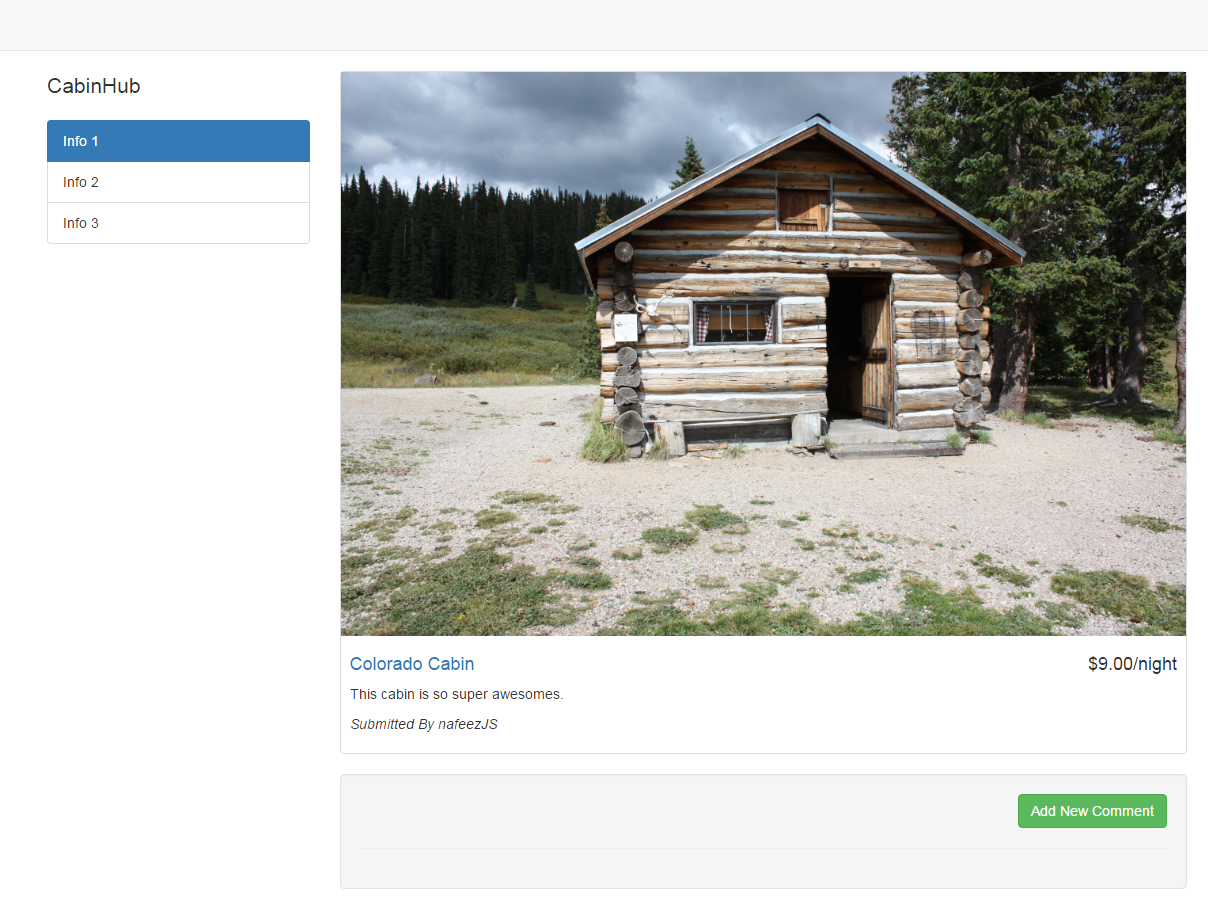 CabinHub
Info 1
Info 2
Info 3
Colorado Cabin
$9.00/night
This cabin is so super awesomes.
Submitted By nafeezJS
Add New Comment